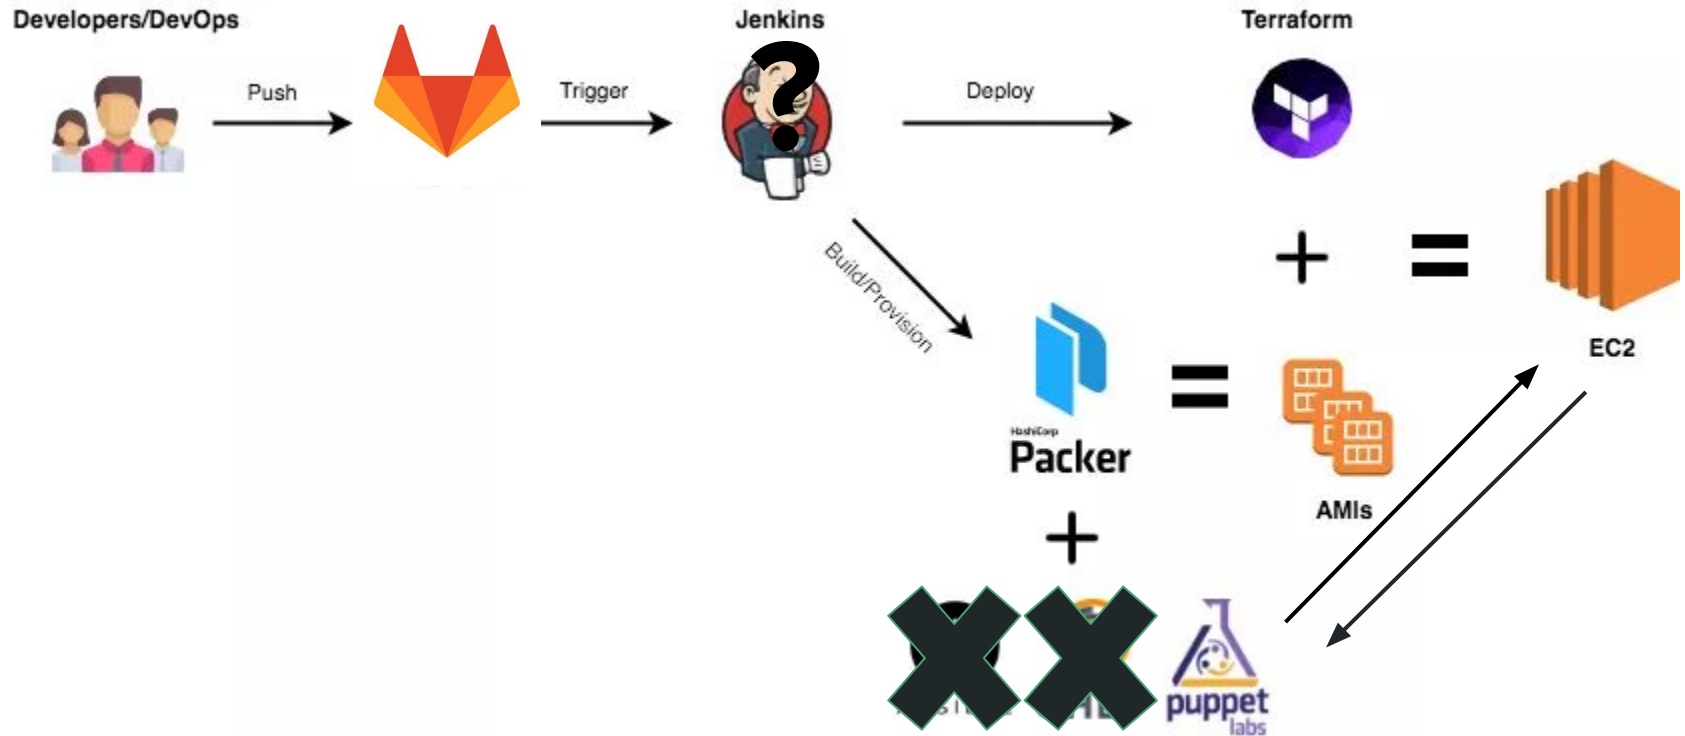 Developers/DevOps
Jenkins
Terraform
Push
Trigger
?
Deploy
Build/Provision
EC2
HashiCorp
Packer
AMIs
puppet
labs